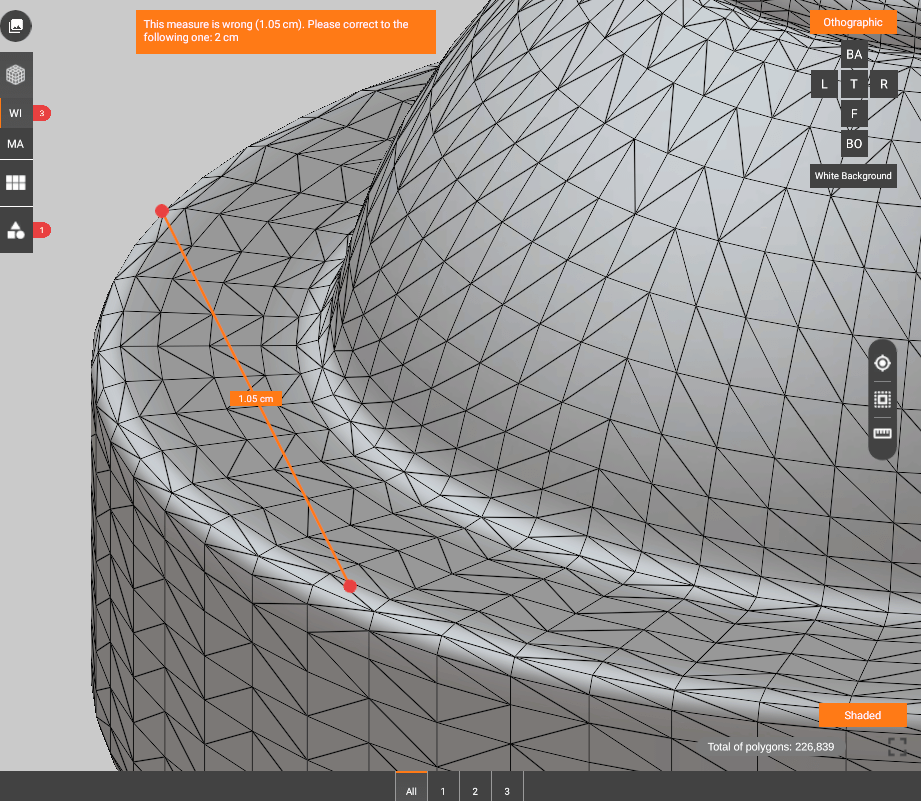 This measure is wrong (1.05 cm). Please correct to the
following one: 2 cm
Othographic
BA
L T R
F
BO
White Background
WI 3
MA
1
1.05 cm
Shaded
Total of polygons: 226,839
All 1 2 3